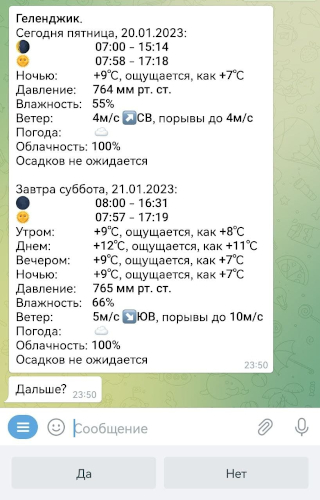 Геленджик.
Сегодня пятница, 20.01.2023:
🌘 07:00 - 15:14
🌞 07:58 - 17:18
Ночью: +9℃, ощущается, как +7℃
Давление: 764 мм рт. ст.
Влажность: 55%
Ветер: 4м/с ↗️СВ, порывы до 4м/с
Погода: ☁️
Облачность: 100%
Осадков не ожидается
Завтра суббота, 21.01.2023:
🌑 08:00 - 16:31
🌞 07:57 - 17:19
Утром: +9℃, ощущается, как +8℃
Днем: +12℃, ощущается, как +11℃
Вечером: +9℃, ощущается, как +7℃
Ночью: +9℃, ощущается, как +7℃
Давление: 765 мм рт. ст.
Влажность: 66%
Ветер: 5м/с ↘️ЮВ, порывы до 10м/с
Погода: ☁️
Облачность: 100%
Осадков не ожидается
23:50
Дальше? 23:50
Сообщение
Да Нет